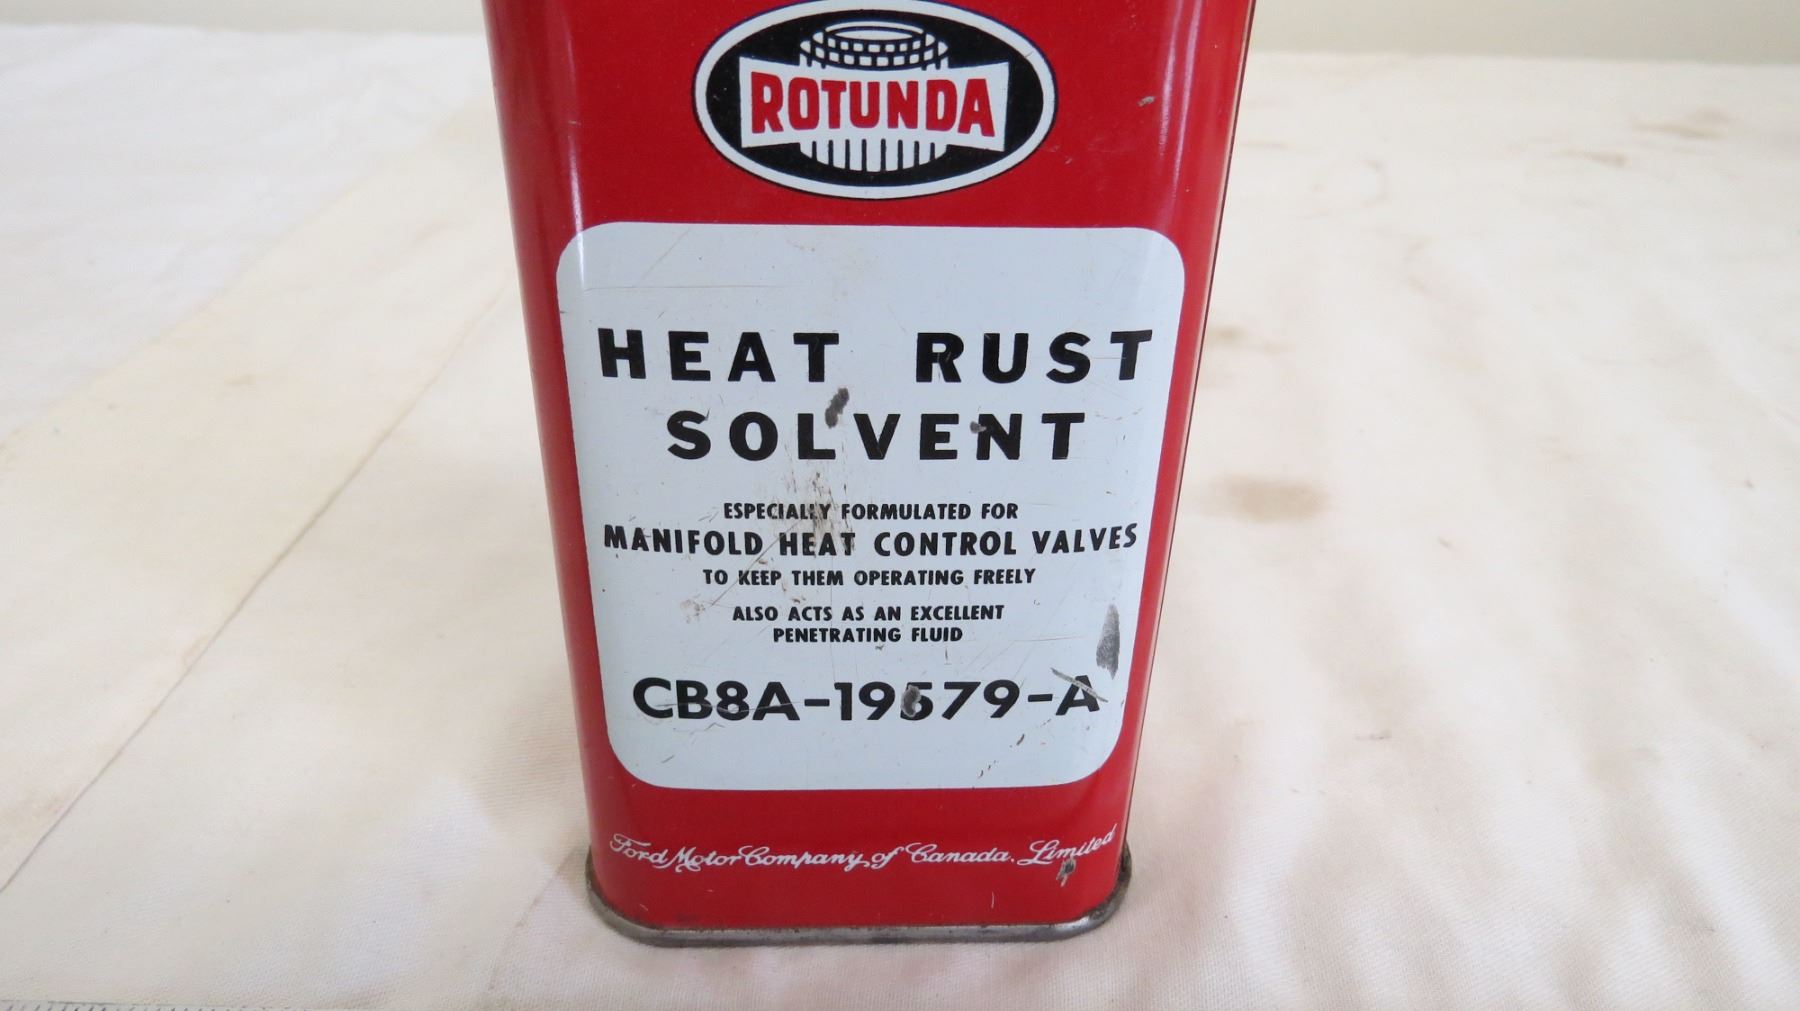 ROTUNDA
HEAT RUST
SOLVENT
ESPECIALLY FORMULATED FOR
MANIFOLD HEAT CONTROL VALVES
TO KEEP THEM OPERATING FREELY
ALSO ACTS AS AN EXCELLENT
PENETRATING FLUID
CB8A-19579-A
Ford Motor Company of Canada, Limited